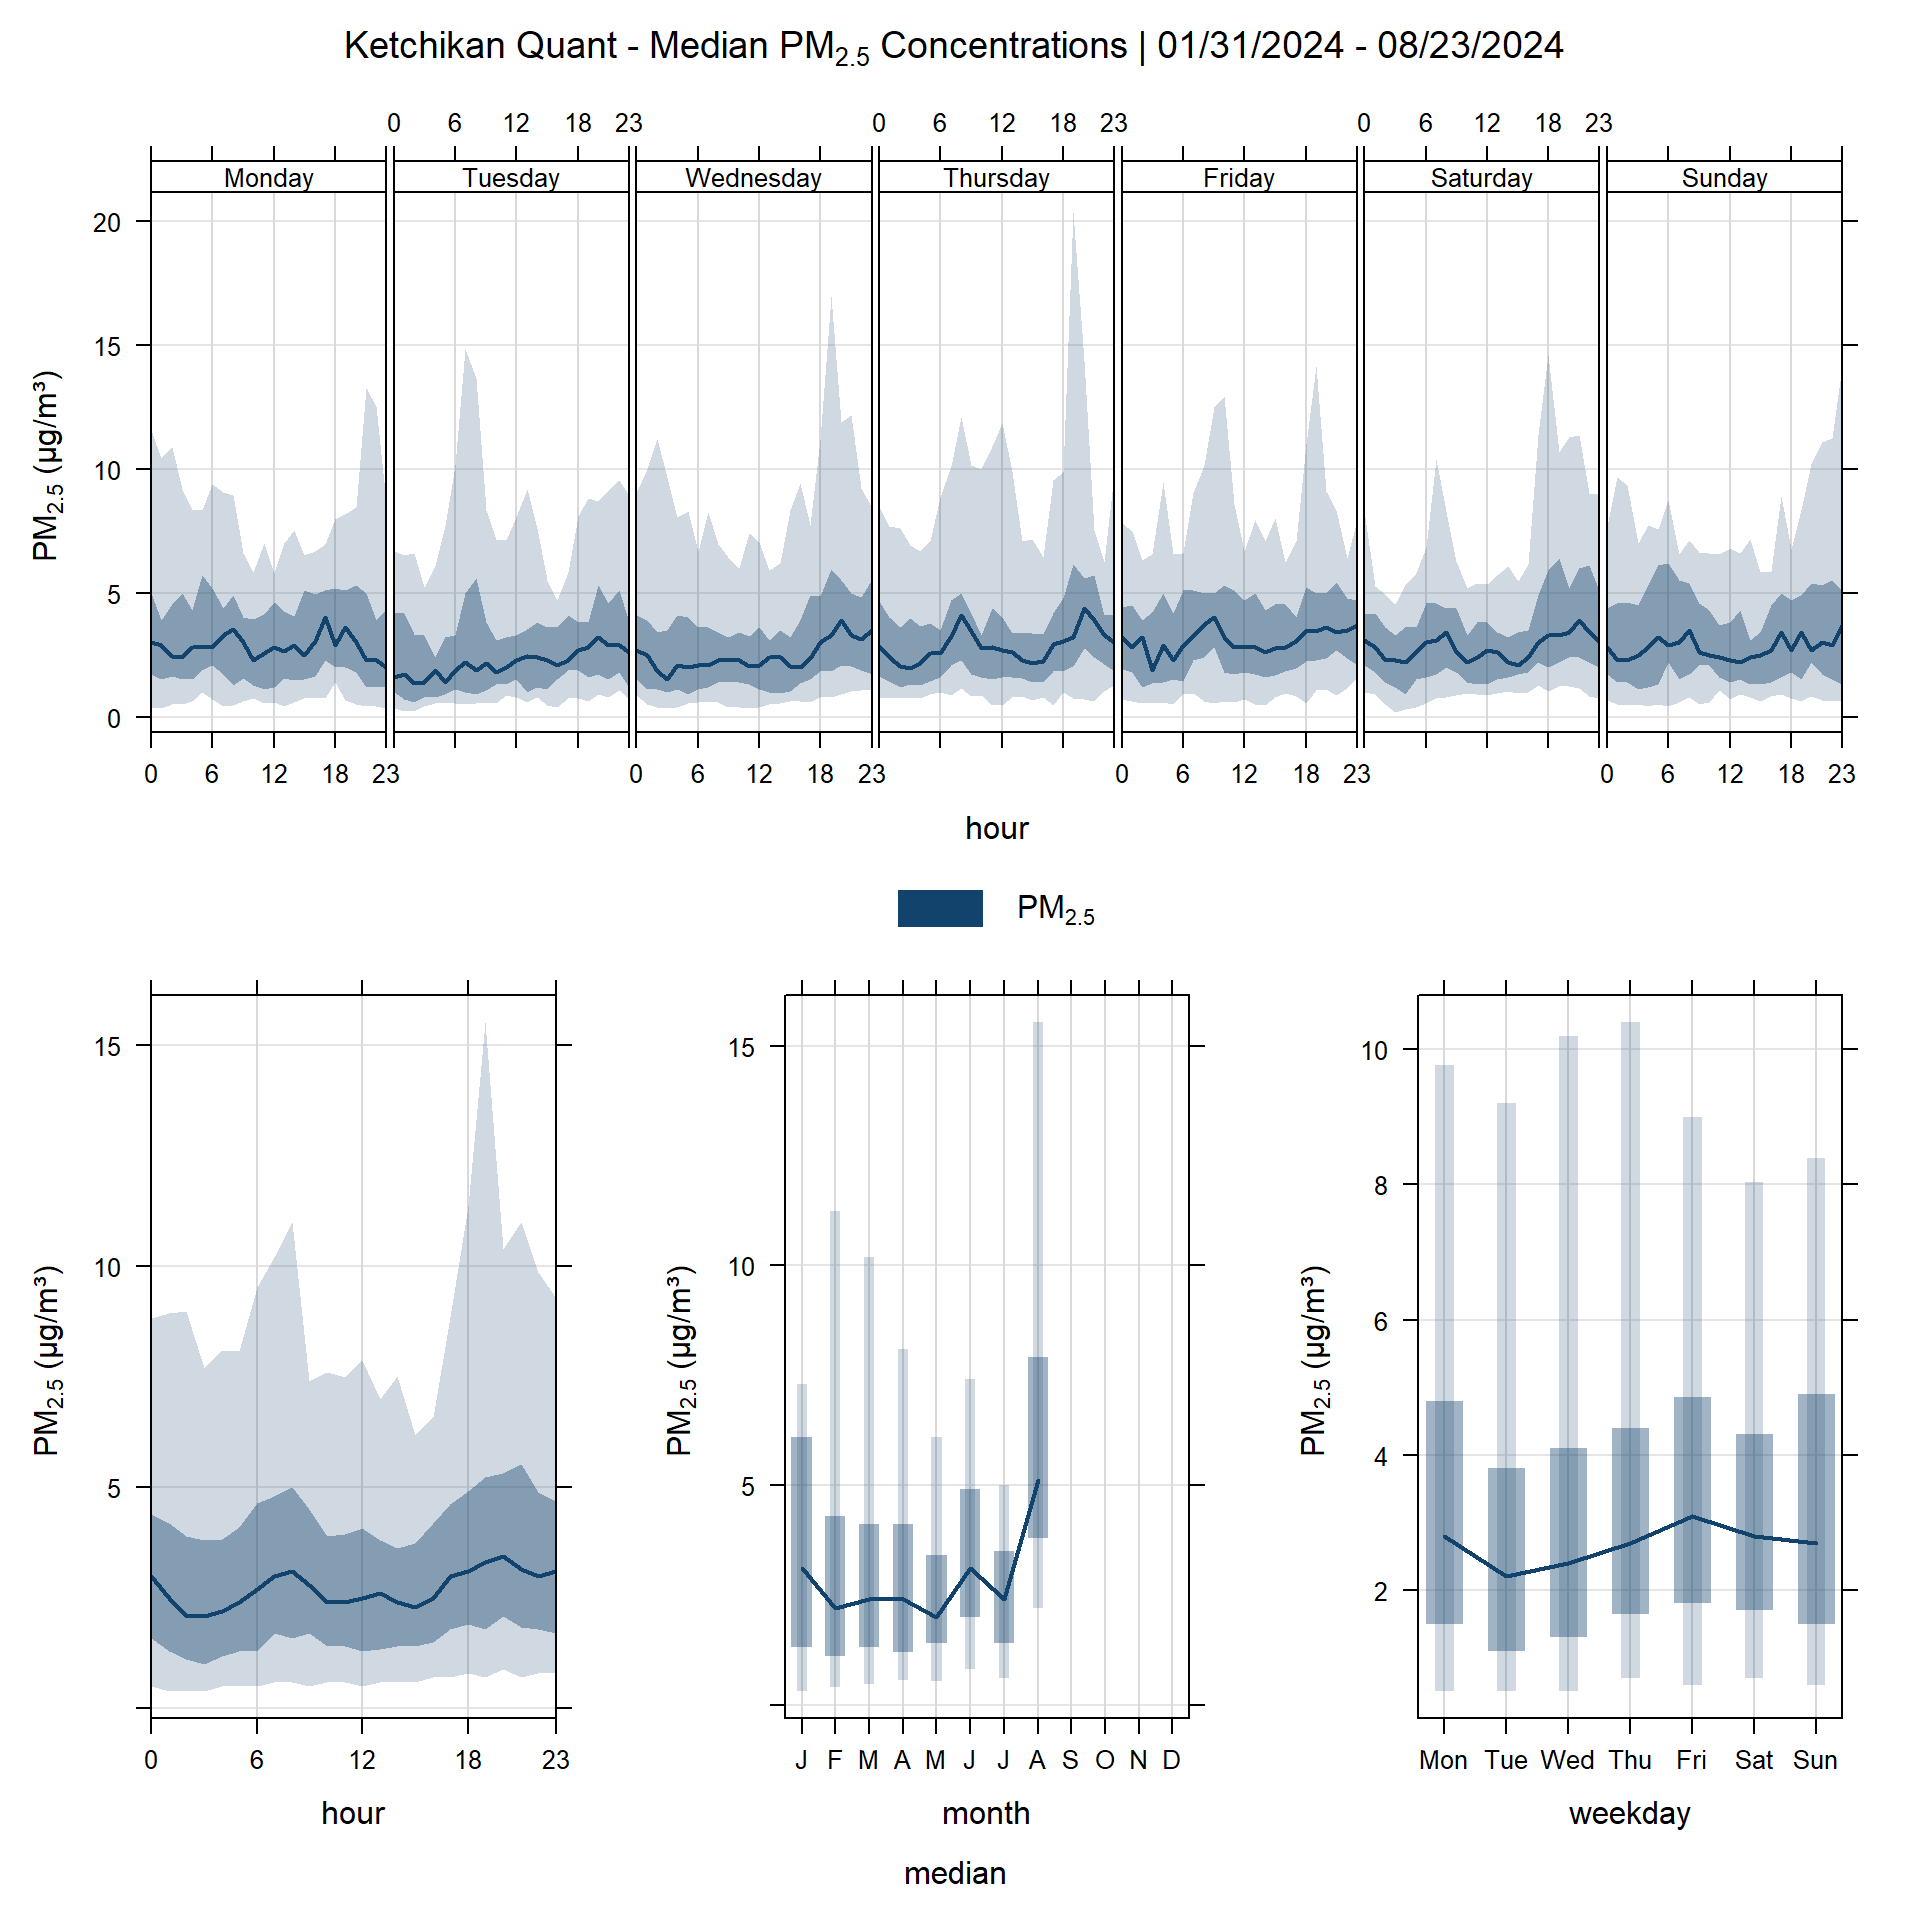 Ketchikan Quant - Median PM2.5 Concentrations | 01/31/2024 - 08/23/2024
0 6 12 18 23 0 6 12 18 23 0 6 12 18 23
Monday Tuesday Wednesday Thursday Friday Saturday Sunday
20
15
10
5
0
PM2.5 (µg/m³)
0 6 12 18 23 0 6 12 18 23 0 6 12 18 23 0 6 12 18 23
hour
PM2.5
15
10
5
PM2.5 (µg/m³)
0 6 12 18 23
hour
15
10
5
PM2.5 (µg/m³)
J F M A M J J A S O N D
month
10
8
6
4
2
PM2.5 (µg/m³)
Mon Tue Wed Thu Fri Sat Sun
weekday
median